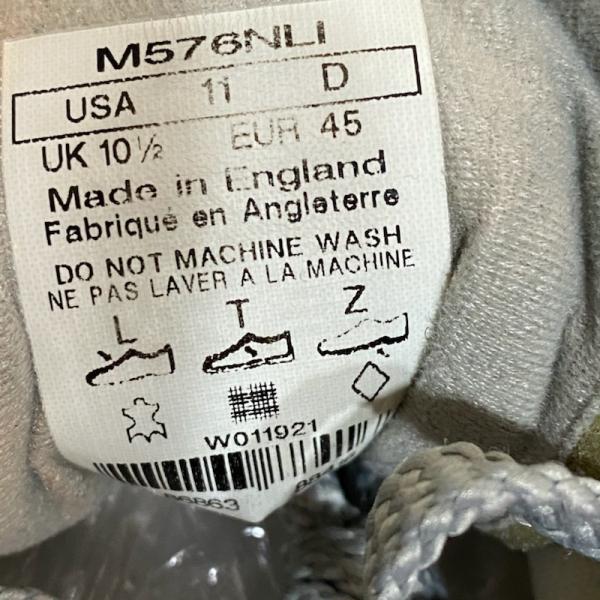 M576NLI
USA 11 D
UK 10½ EUR 45
Made in England
Fabriqué en Angleterre
DO NOT MACHINE WASH
NE PAS LAVER A LA MACHINE
L T Z
W011921